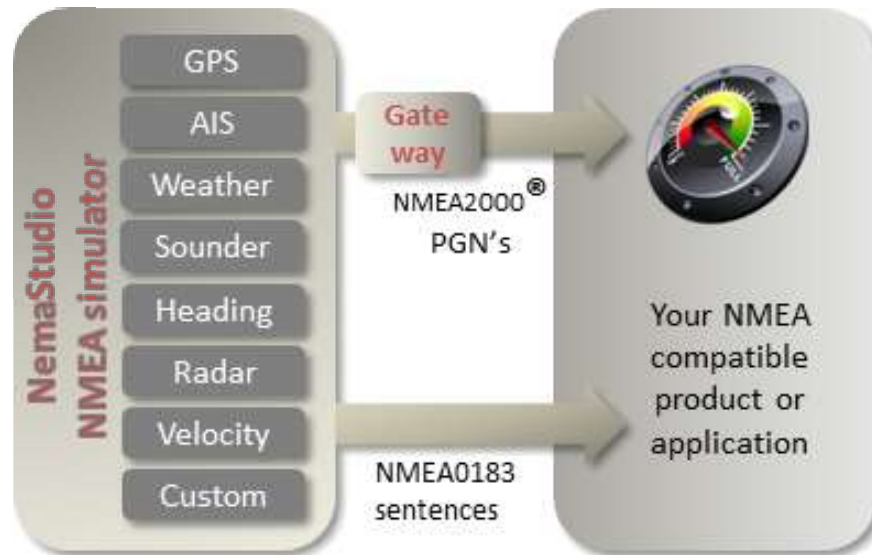 NemaStudio
NMEA simulator
GPS
AIS
Weather
Sounder
Heading
Radar
Velocity
Custom
Gate
way
NMEA2000®
PGN's
NMEA0183
sentences
FULL
Your NMEA
compatible
product or
application